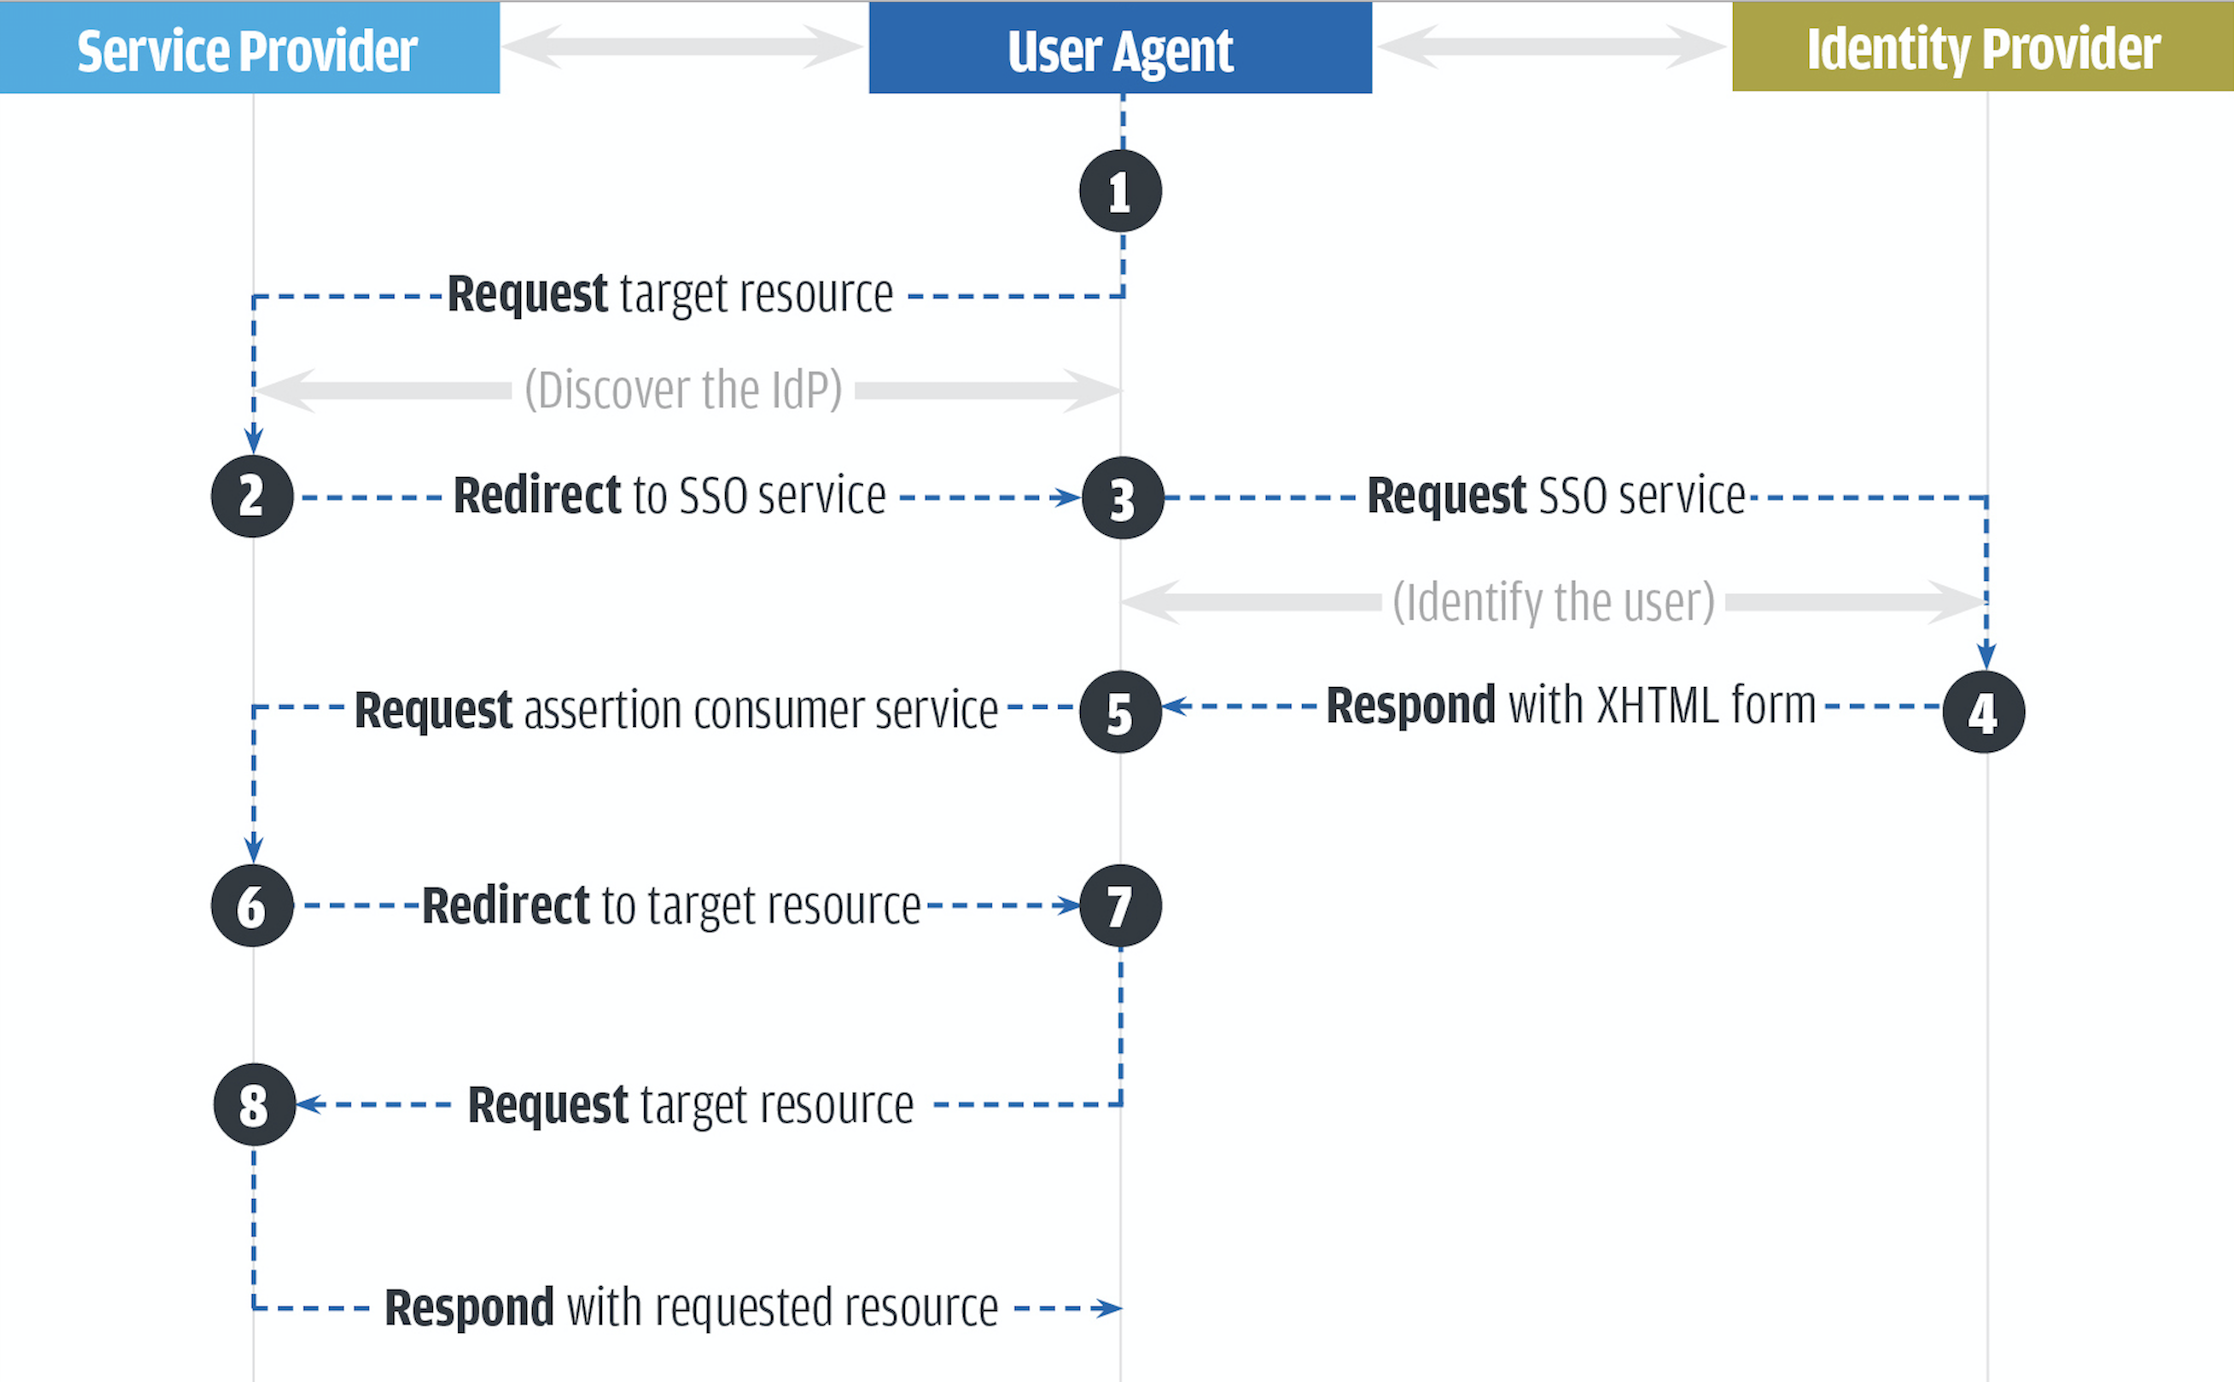 Service Provider
User Agent
Identity Provider
1
Request target resource
(Discover the IdP)
2
Redirect to SSO service
3
Request SSO service
(Identify the user)
Request assertion consumer service
5
Respond with XHTML form
4
6
Redirect to target resource
7
8
Request target resource
Respond with requested resource